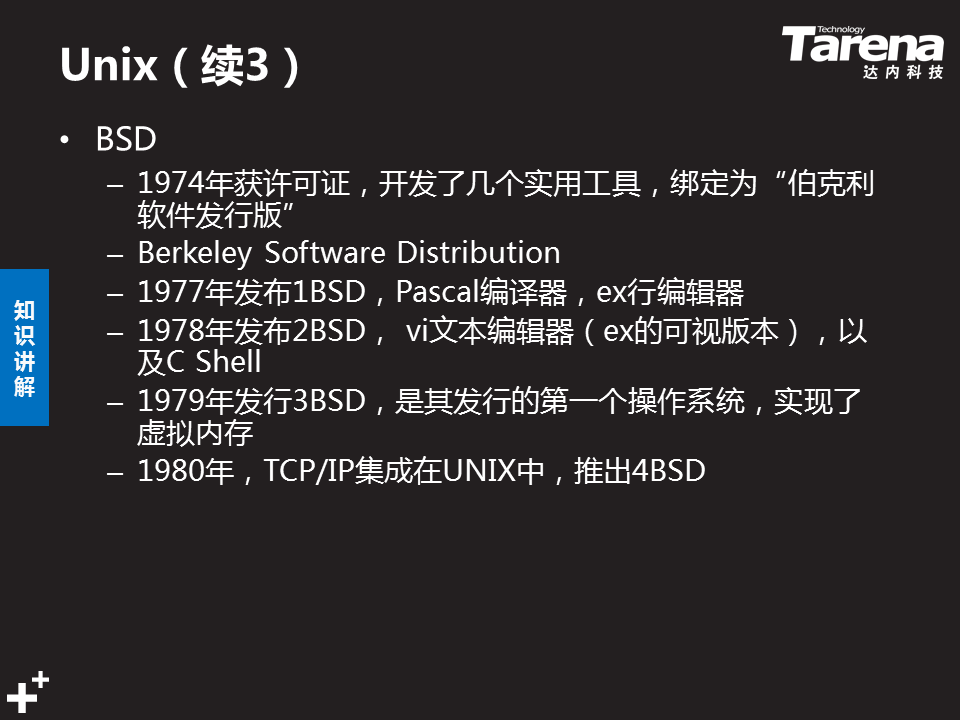 Unix（续3）
Technology
Tarena
达内科技
• BSD
– 1974年获许可证，开发了几个实用工具，绑定为“伯克利
软件发行版”
– Berkeley Software Distribution
– 1977年发布1BSD，Pascal编译器，ex行编辑器
– 1978年发布2BSD， vi文本编辑器（ex的可视版本），以
及C Shell
– 1979年发行3BSD，是其发行的第一个操作系统，实现了
虚拟内存
– 1980年，TCP/IP集成在UNIX中，推出4BSD
知
识
讲
解